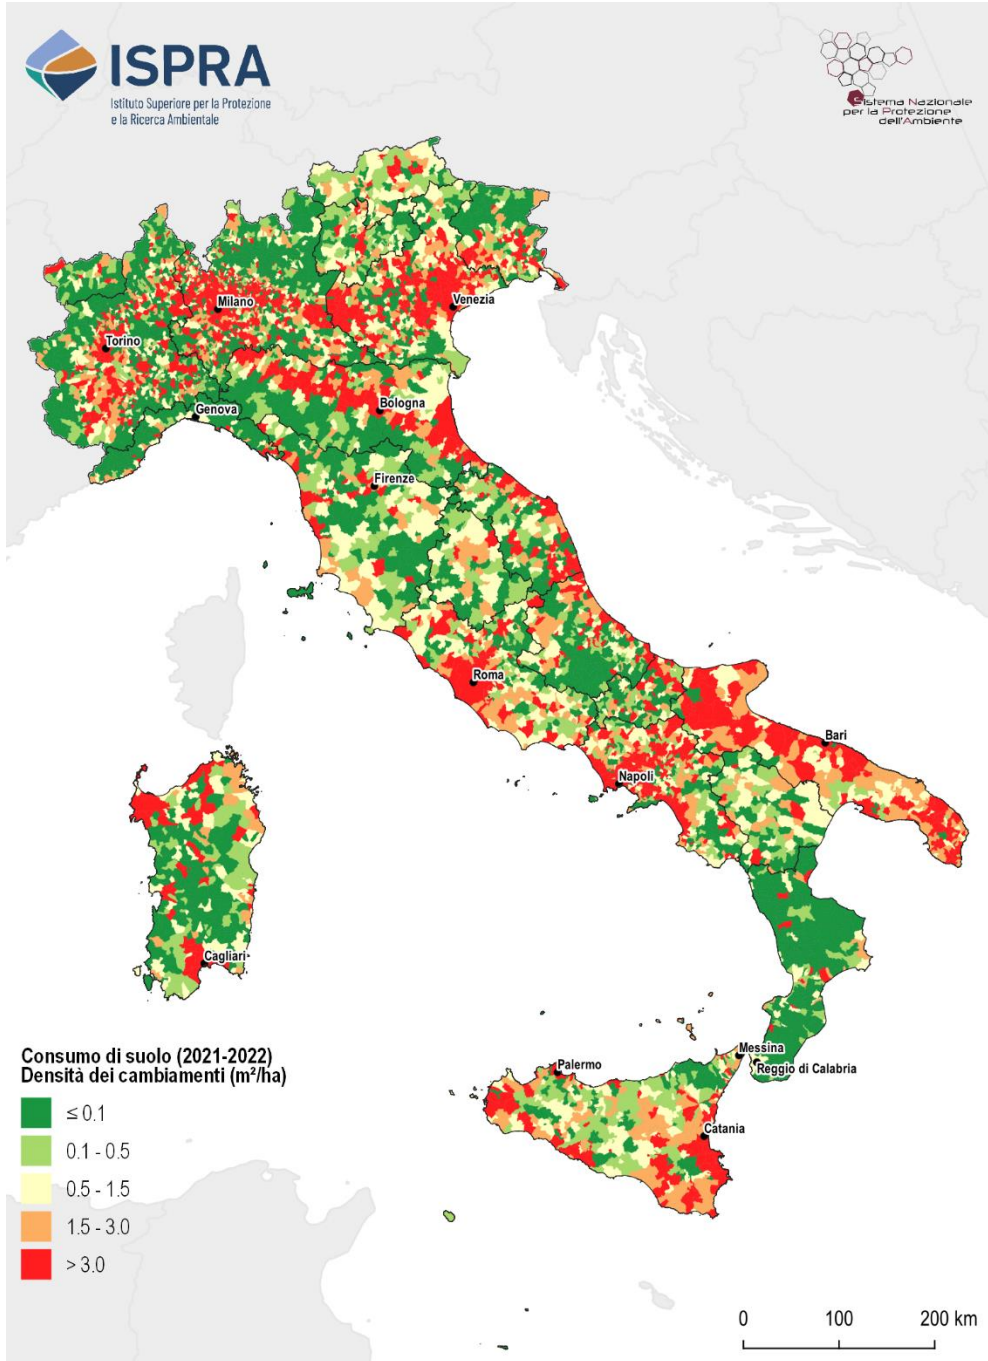 ISPRA
Istituto Superiore per la Protezione
e la Ricerca Ambientale
Sistema Nazionale
per la Protezione
dell'Ambiente
Milano
Venezia
Torino
Genova
Bologna
Firenze
Roma
Bari
Napoli
Cagliari
Messina
Palermo
Reggio di Calabria
Catania
Consumo di suolo (2021-2022)
Densità dei cambiamenti (m²/ha)
≤ 0.1
0.1 - 0.5
0.5 - 1.5
1.5 - 3.0
> 3.0
0 100 200 km